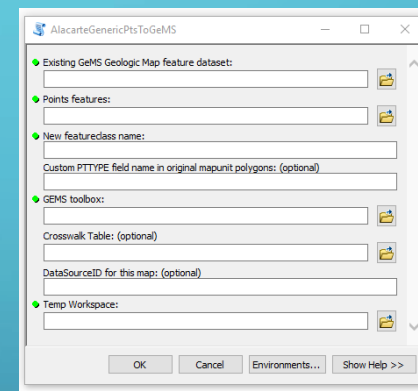 AlacarteGenericPtsToGeMS
Existing GeMS Geologic Map feature dataset:
Points features:
New featureclass name:
Custom PTTYPE field name in original mapunit polygons: (optional)
GEMS toolbox:
Crosswalk Table: (optional)
DataSourceID for this map: (optional)
Temp Workspace:
OK Cancel Environments... Show Help >>